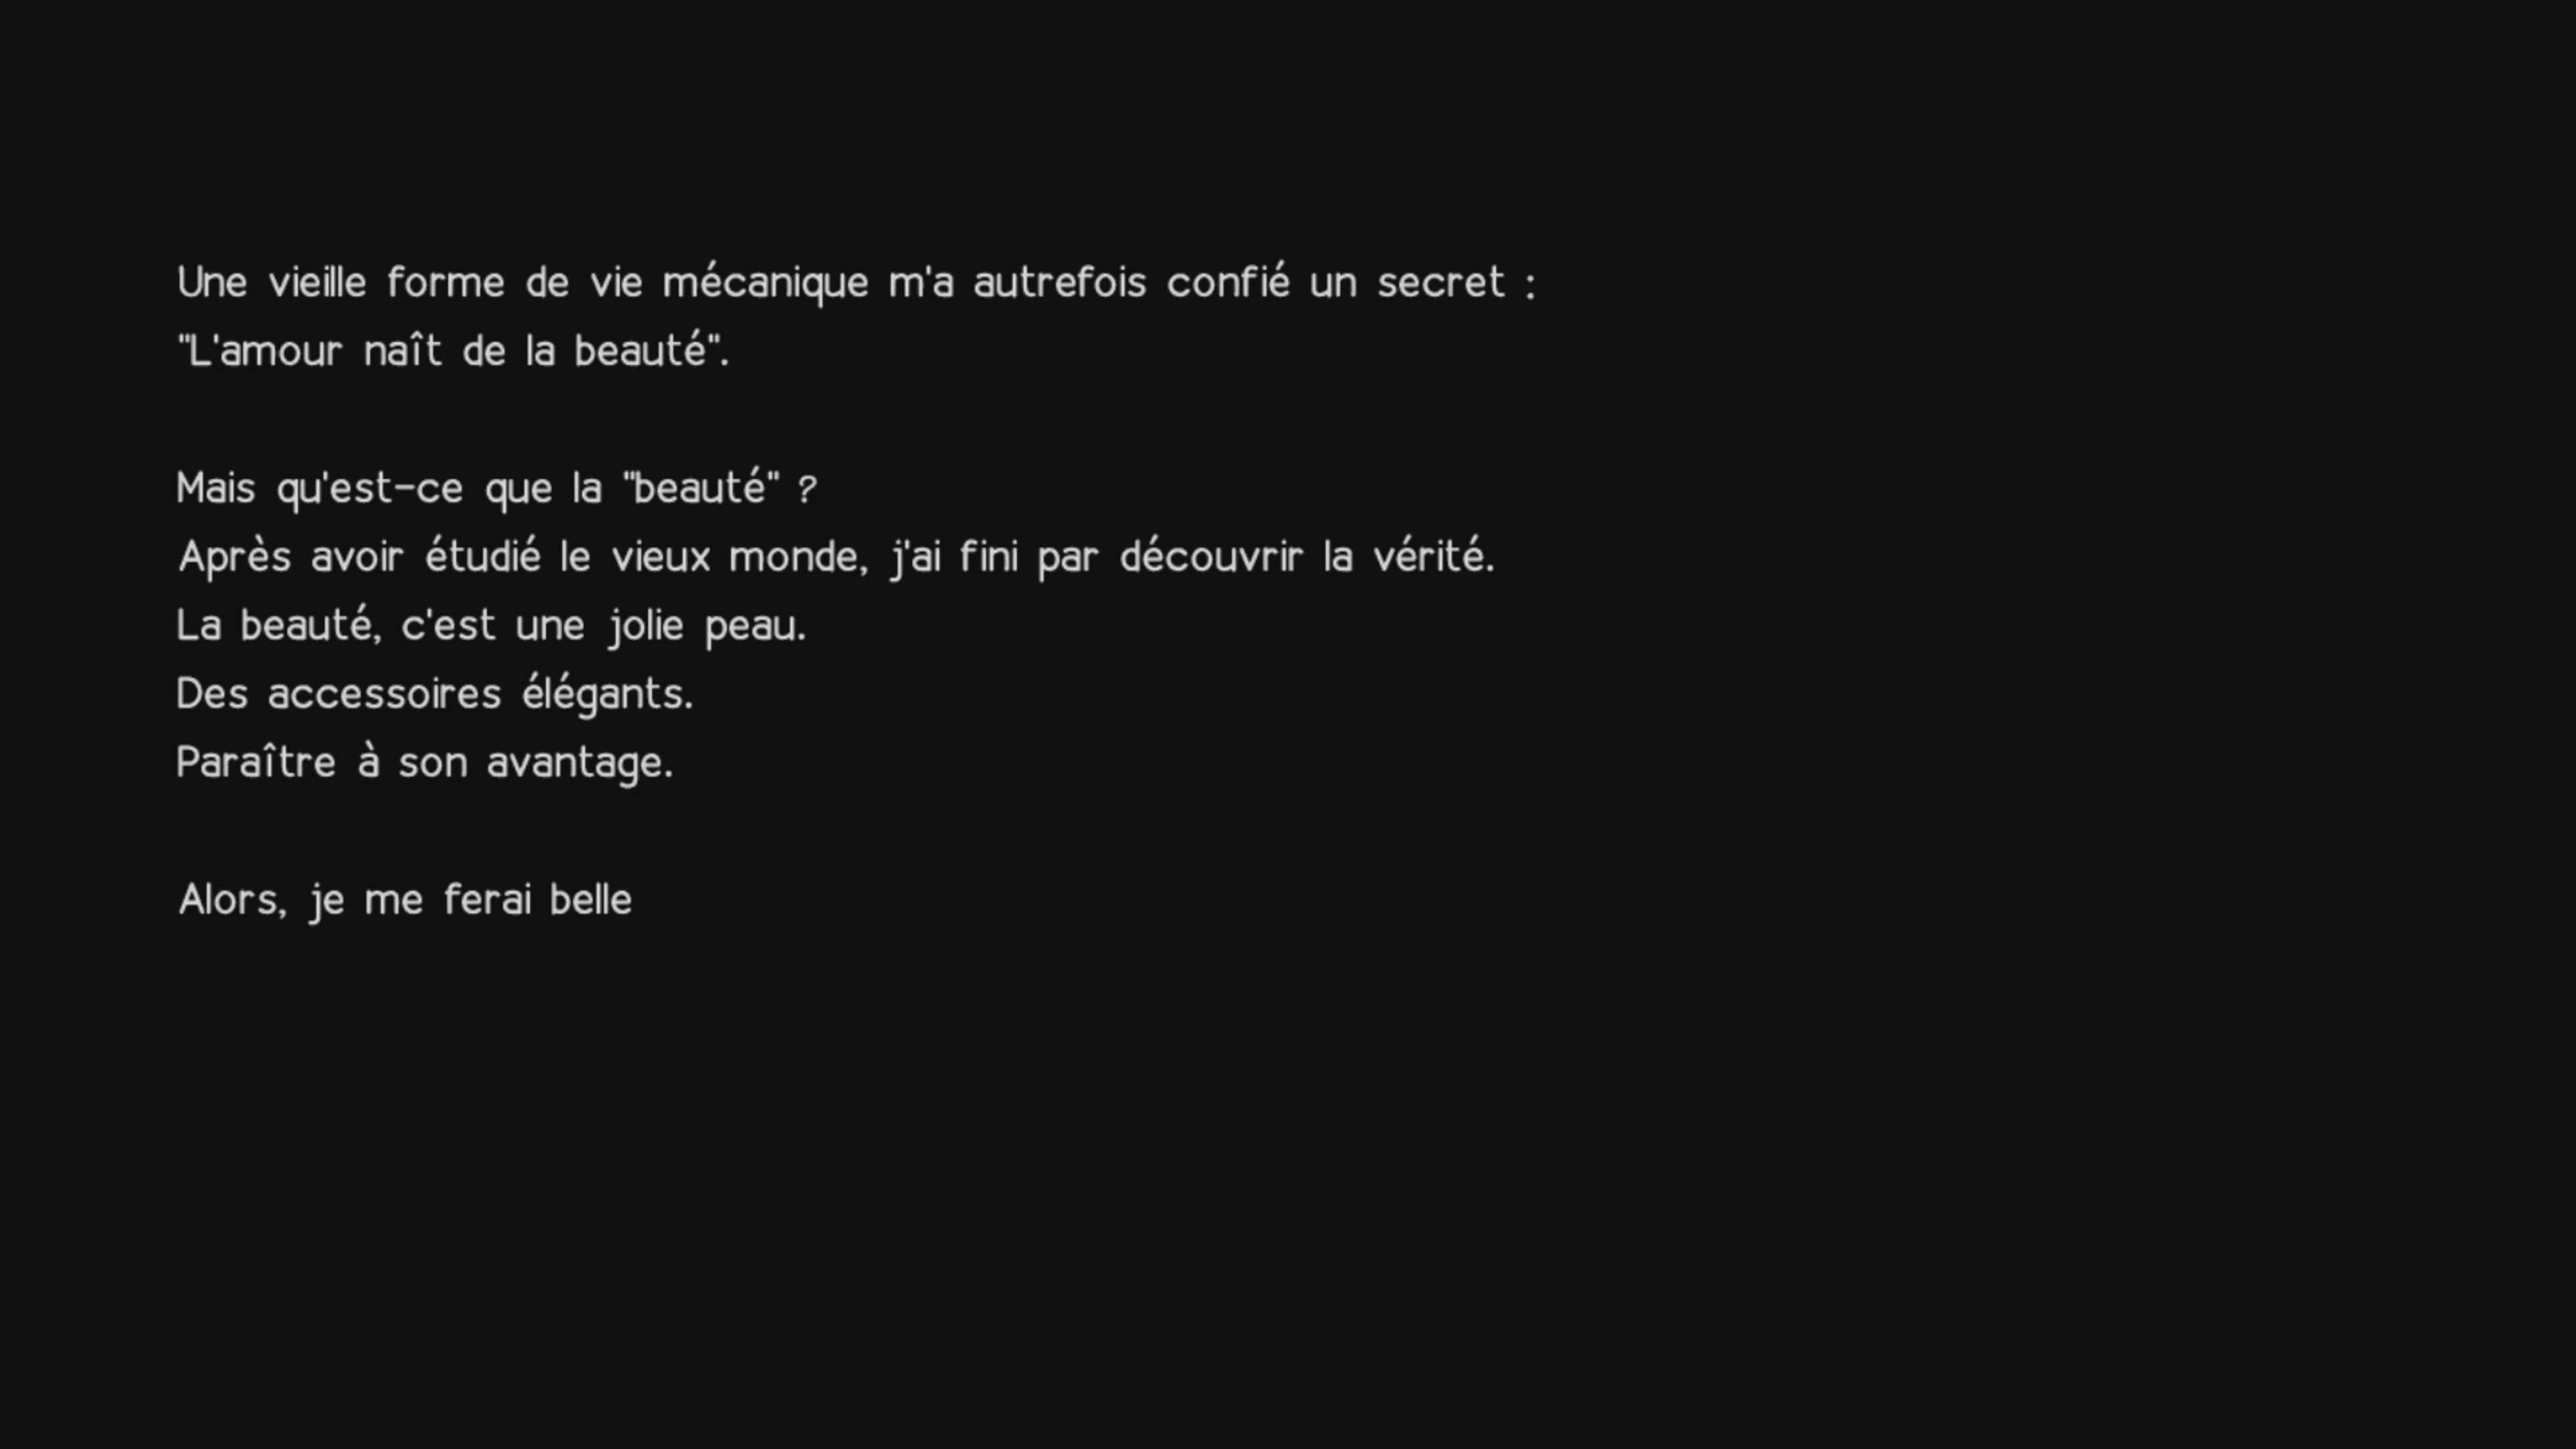 Une vieille forme de vie mécanique m'a autrefois confié un secret :
"L'amour naît de la beauté".
Mais qu'est-ce que la "beauté" ?
Après avoir étudié le vieux monde, j'ai fini par découvrir la vérité.
La beauté, c'est une jolie peau.
Des accessoires élégants.
Paraître à son avantage.
Alors, je me ferai belle